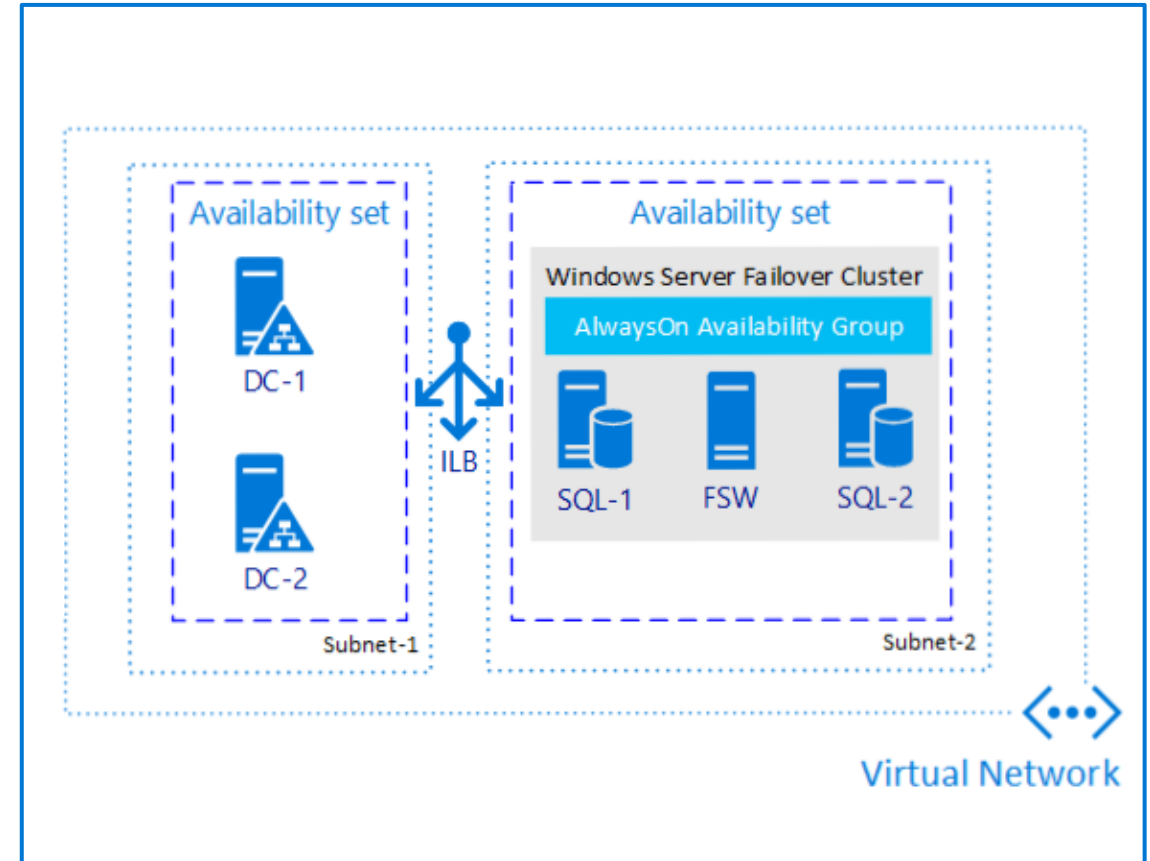 Availability set
DC-1
DC-2
Subnet-1
ILB
Availability set
Windows Server Failover Cluster
AlwaysOn Availability Group
SQL-1
FSW
SQL-2
Subnet-2
Virtual Network